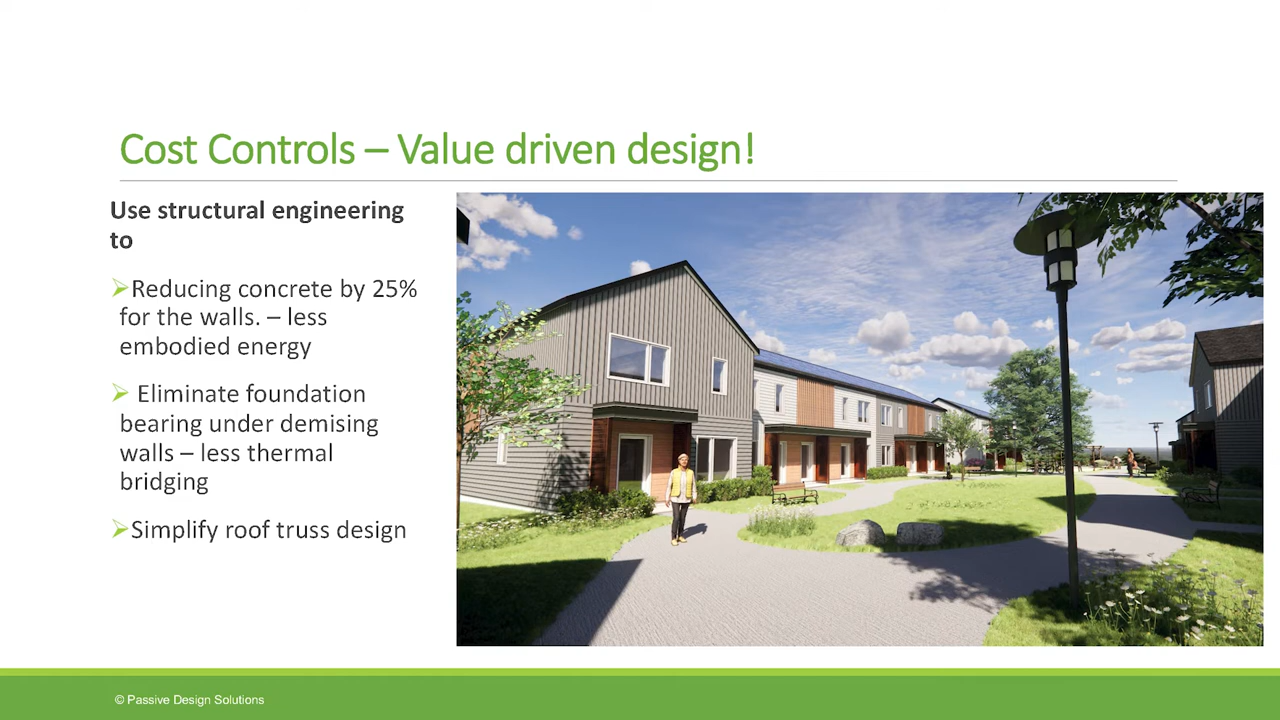 Cost Controls – Value driven design!
Use structural engineering
to
Reducing concrete by 25%
for the walls. – less
embodied energy
Eliminate foundation
bearing under demising
walls – less thermal
bridging
Simplify roof truss design
© Passive Design Solutions